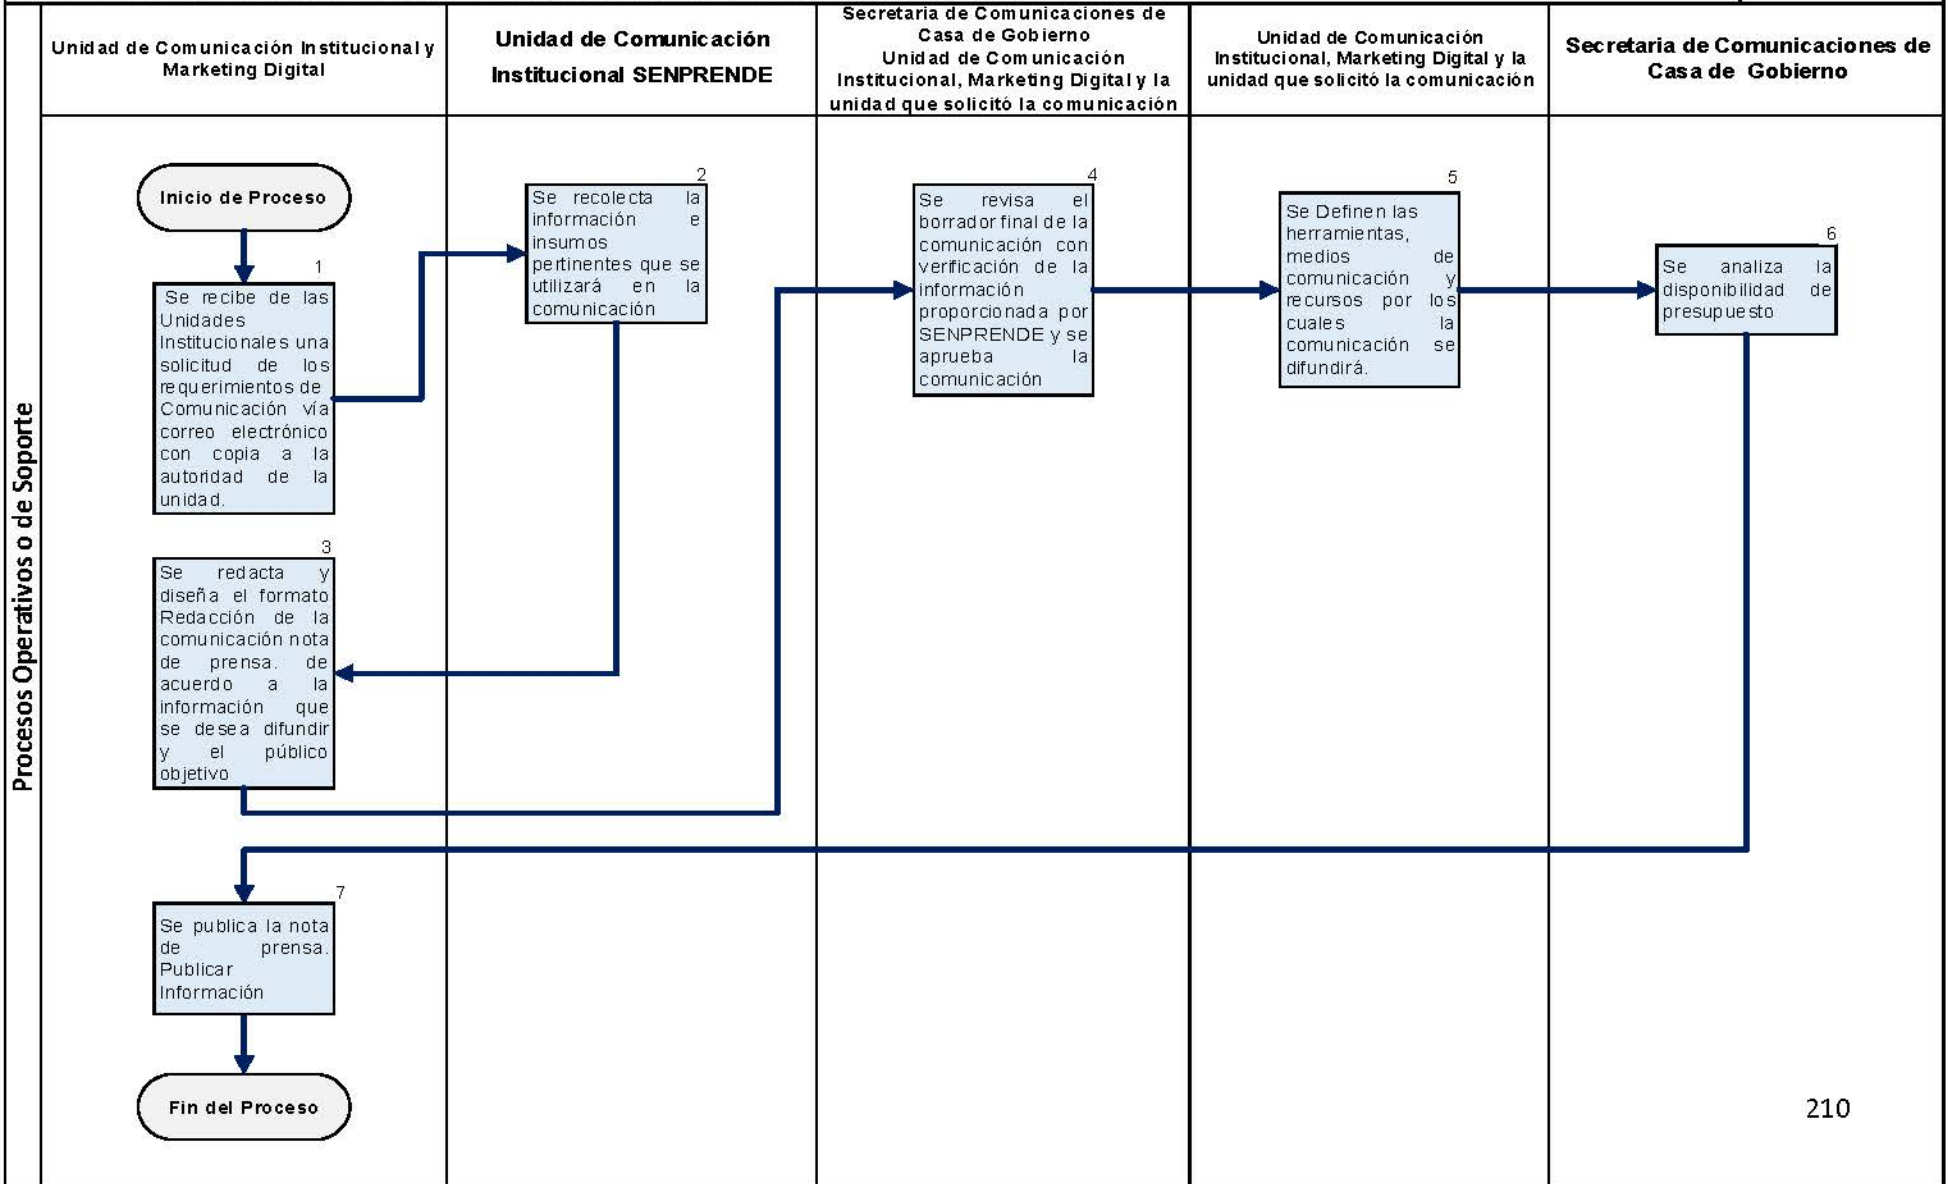 Procesos Operativos o de Soporte
Unidad de Comunicación Institucional y
Marketing Digital
Unidad de Comunicación
Institucional SENPRENDE
Secretaria de Comunicaciones de
Casa de Gobierno
Unidad de Comunicación
Institucional, Marketing Digital y la
unidad que solicitó la comunicación
Unidad de Comunicación
Institucional, Marketing Digital y la
unidad que solicitó la comunicación
Secretaria de Comunicaciones de
Casa de Gobierno
Inicio de Proceso
1
Se recibe de las
Unidades
Institucionales una
solicitud de los
requerimientos de
Comunicación vía
correo electrónico
con copia a la
autoridad de la
unidad.
2
Se recolecta la
información e
insumos
pertinentes que se
utilizará en la
comunicación
3
Se redacta y
diseña el formato
Redacción de la
comunicación nota
de prensa. de
acuerdo a la
información que
se desea difundir
y el público
objetivo
4
Se revisa el
borrador final de la
comunicación con
verificación de la
información
proporcionada por
SENPRENDE y se
aprueba la
comunicación
5
Se Definen las
herramientas,
medios de
comunicación y
recursos por los
cuales la
comunicación se
difundirá.
6
Se analiza la
disponibilidad de
presupuesto
7
Se publica la nota
de prensa.
Publicar
Información
Fin del Proceso
210